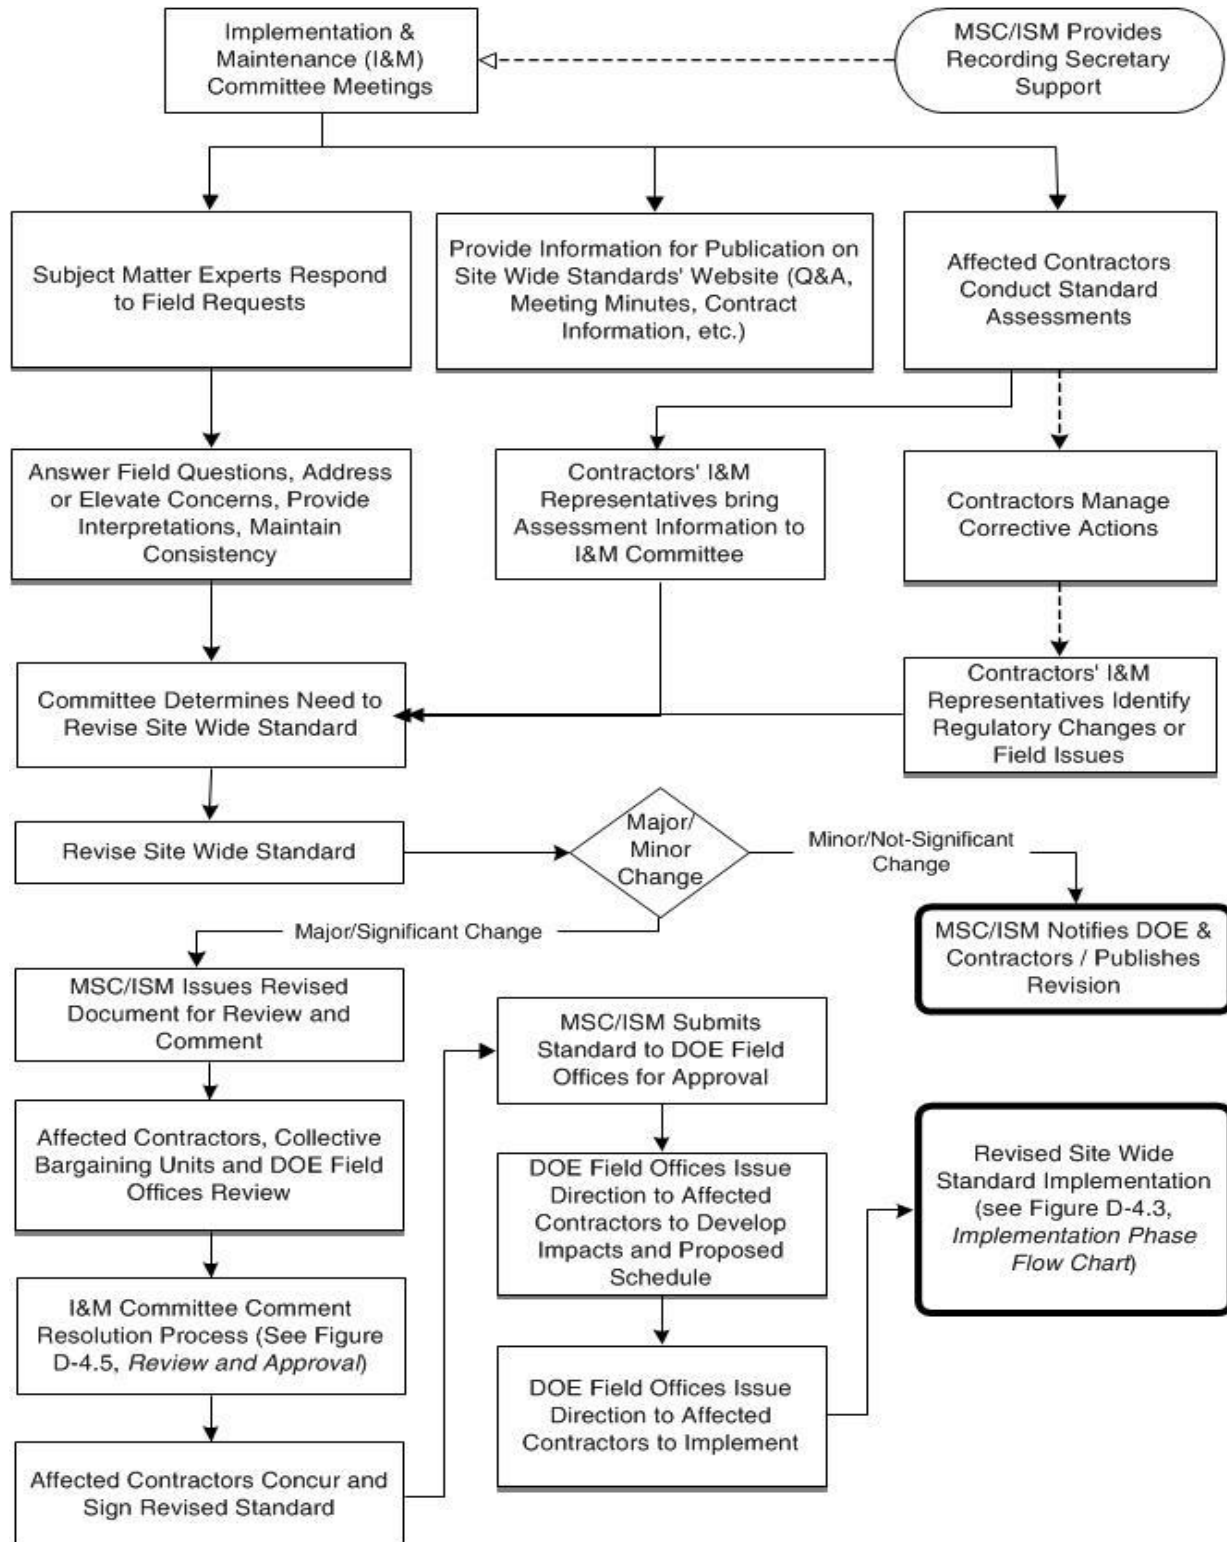 Implementation &
Maintenance (I&M)
Committee Meetings
MSC/ISM Provides
Recording Secretary
Support
Subject Matter Experts Respond
to Field Requests
Provide Information for Publication on
Site Wide Standards' Website (Q&A,
Meeting Minutes, Contract
Information, etc.)
Affected Contractors
Conduct Standard
Assessments
Answer Field Questions, Address
or Elevate Concerns, Provide
Interpretations, Maintain
Consistency
Contractors' I&M
Representatives bring
Assessment Information to
I&M Committee
Contractors Manage
Corrective Actions
Committee Determines Need to
Revise Site Wide Standard
Contractors' I&M
Representatives Identify
Regulatory Changes or
Field Issues
Revise Site Wide Standard
Major/
Minor
Change
Minor/Not-Significant
Change
Major/Significant Change
MSC/ISM Notifies DOE &
Contractors / Publishes
Revision
MSC/ISM Issues Revised
Document for Review and
Comment
MSC/ISM Submits
Standard to DOE Field
Offices for Approval
Affected Contractors, Collective
Bargaining Units and DOE Field
Offices Review
DOE Field Offices Issue
Direction to Affected
Contractors to Develop
Impacts and Proposed
Schedule
Revised Site Wide
Standard Implementation
(see Figure D-4.3,
Implementation Phase
Flow Chart)
I&M Committee Comment
Resolution Process (See Figure
D-4.5, Review and Approval)
DOE Field Offices Issue
Direction to Affected
Contractors to Implement
Affected Contractors Concur and
Sign Revised Standard